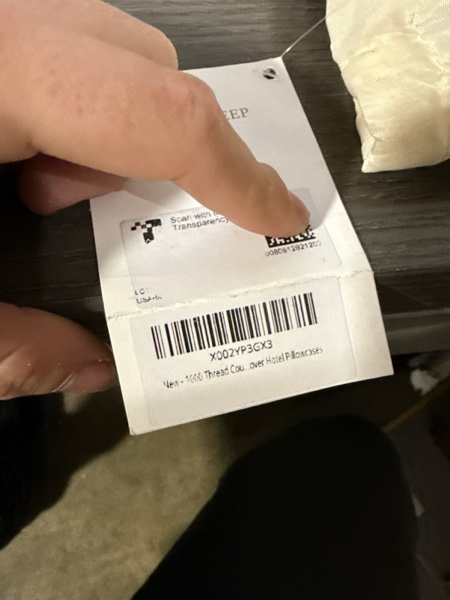 EEP
Scan with
Transparency
X002YP3GX3
New - 1000 Thread Cou...over Hotel Pillowcases